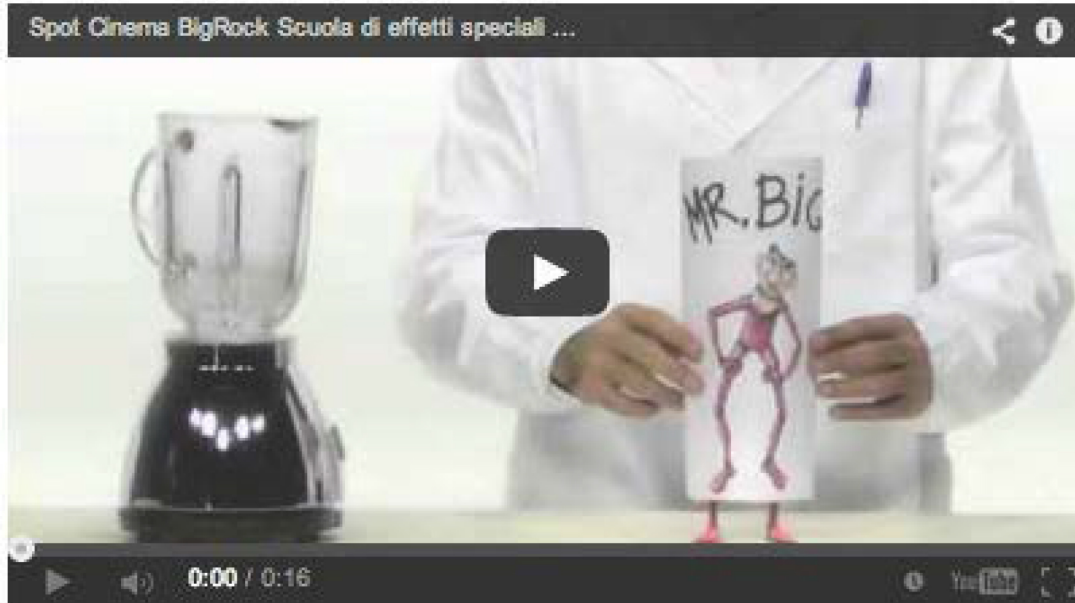 Spot Cinema BigRock Scuola di effetti speciali ...
MR. BIG
0:00 / 0:16
YouTube